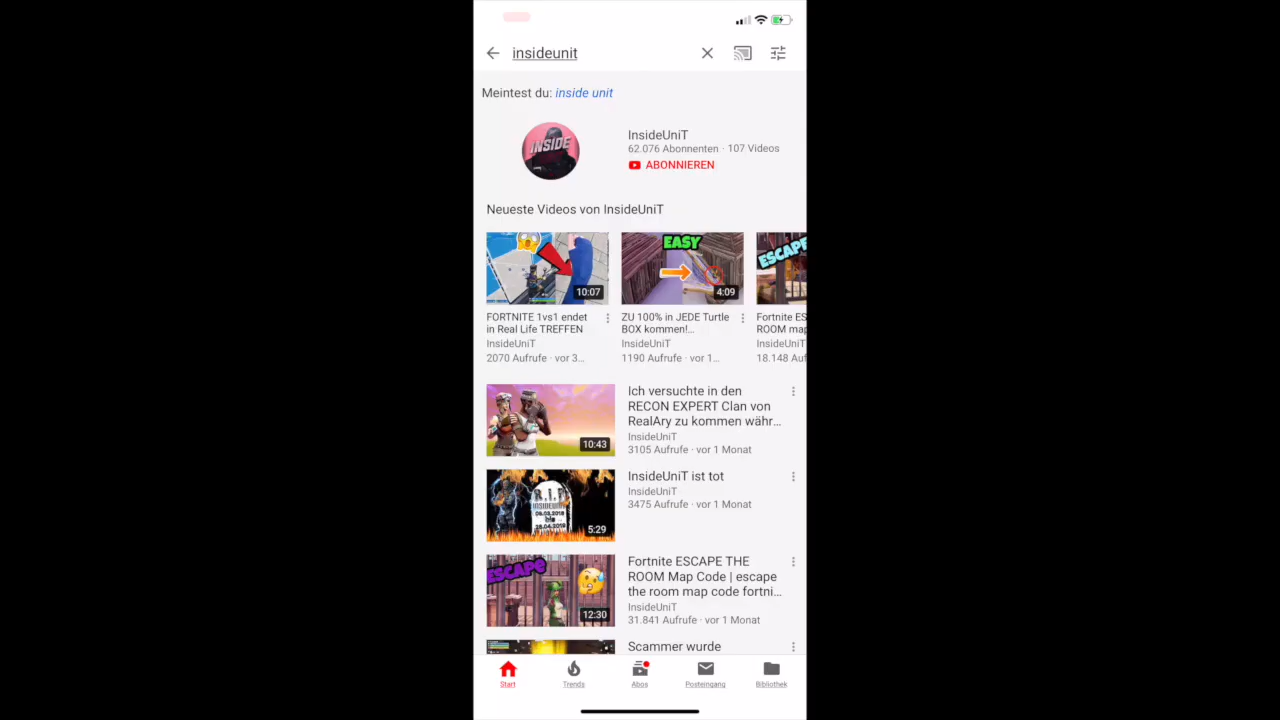 insideunit
Meintest du: inside unit
INSIDE
InsideUniT
62.076 Abonnenten · 107 Videos
ABONNIEREN
Neueste Videos von InsideUniT
10:07
EASY
4:09
ESCAPE
FORTNITE 1vs1 endet
in Real Life TREFFEN
InsideUniT
2070 Aufrufe · vor 3…
ZU 100% in JEDE Turtle
BOX kommen!…
InsideUniT
1190 Aufrufe · vor 1…
Fortnite ES
ROOM map
InsideUniT
18.148 Auf
10:43
Ich versuchte in den
RECON EXPERT Clan von
RealAry zu kommen währ…
InsideUniT
3105 Aufrufe · vor 1 Monat
R.I.P
INSIDEUNIT
bis
5:29
InsideUniT ist tot
InsideUniT
3475 Aufrufe · vor 1 Monat
ESCAPE
12:30
Fortnite ESCAPE THE
ROOM Map Code | escape
the room map code fortni…
InsideUniT
31.841 Aufrufe · vor 1 Monat
Scammer wurde
Start
Trends
Abos
Posteingang
Bibliothek